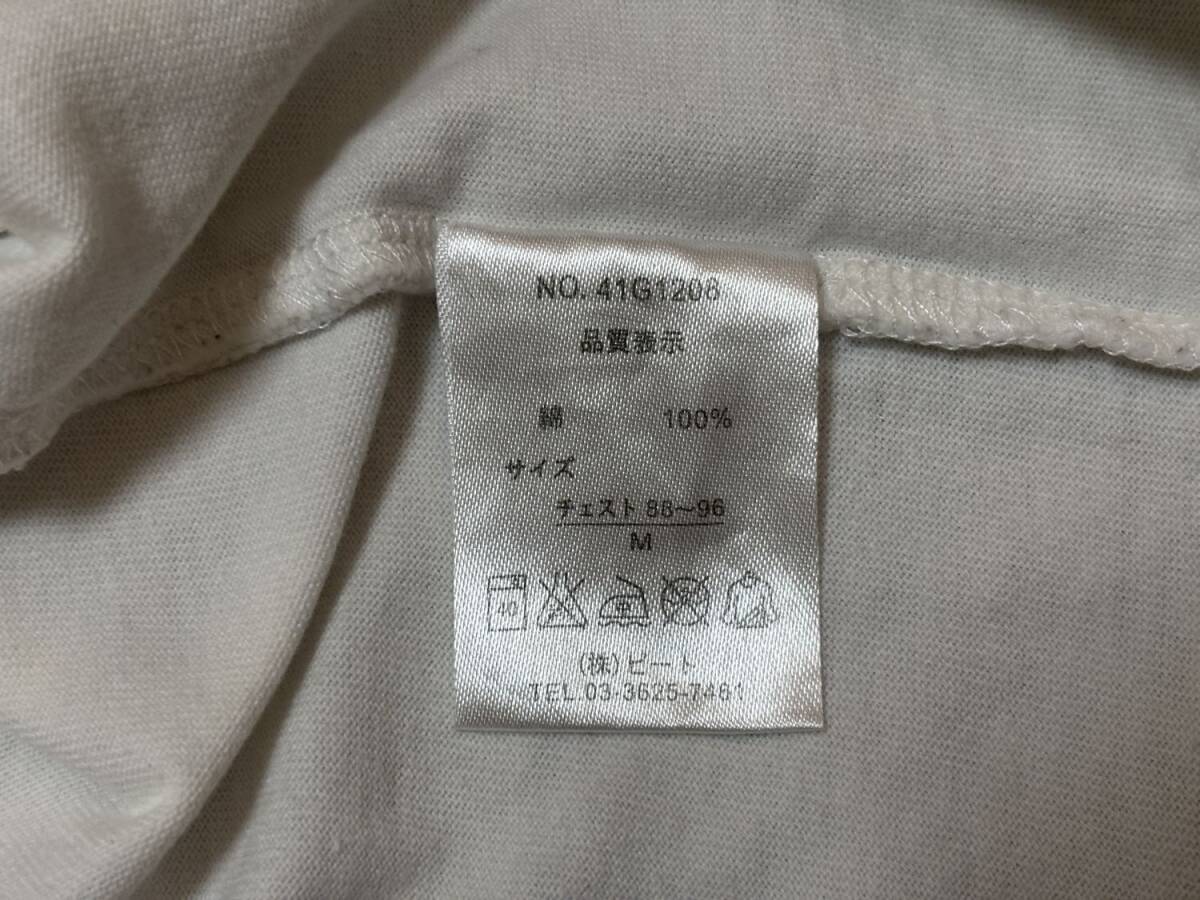 NO. 41G1208
品質表示
綿 100%
サイズ
チェスト 88～96
M
40
(株)ビート
TEL.03-3625-7461